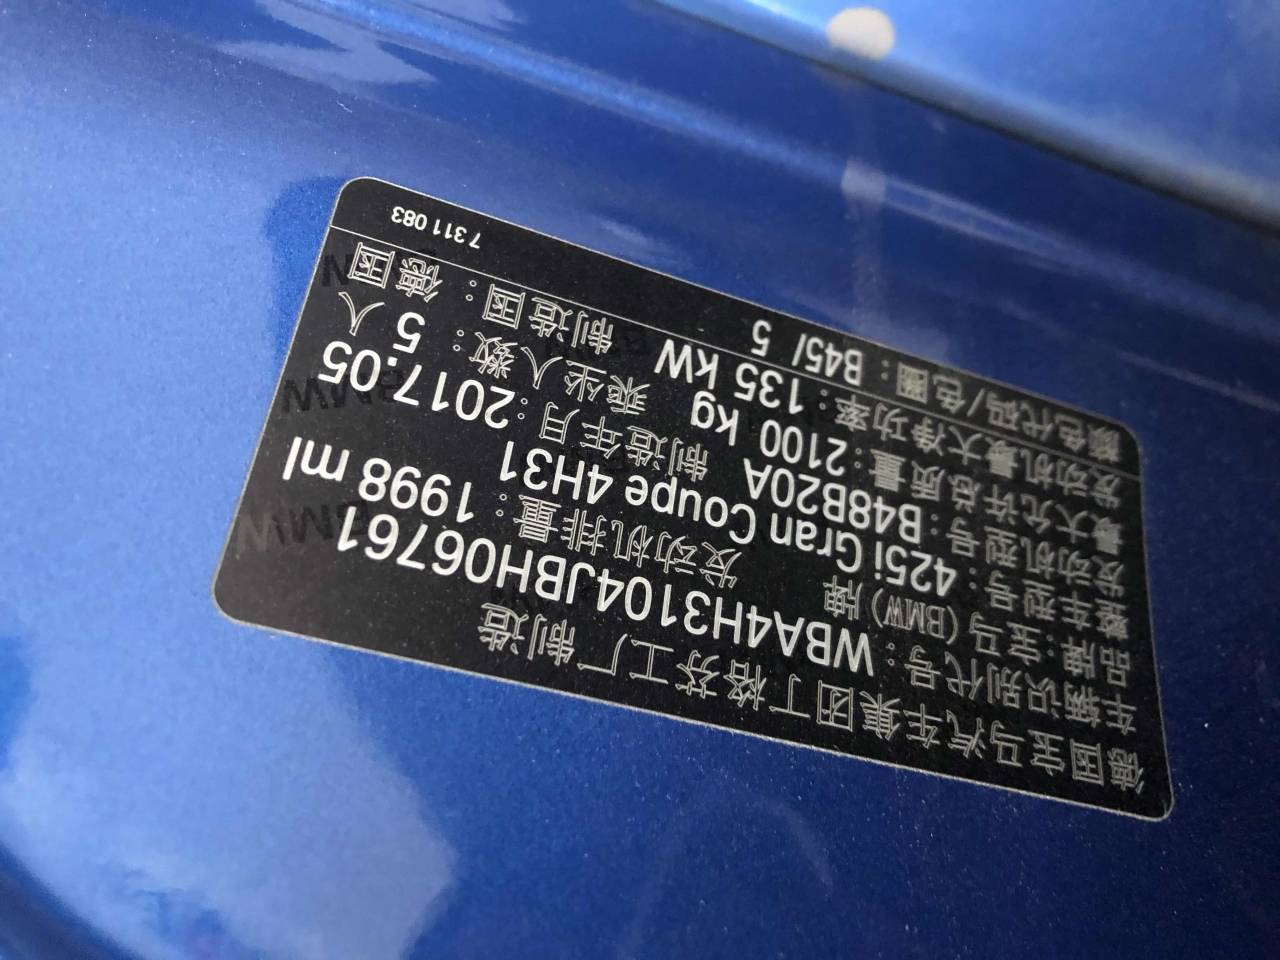 德国宝马汽车集团丁格芬工厂 制造
车辆识别代号：WBA4H3104JBH06761
品牌：宝马(BMW)牌 发动机排量：1998 ml
整车型号：425i Gran Coupe 4H31
发动机型号：B48B20A 制造年月：2017.05
最大允许总质量：2100 kg 乘坐人数：5 人
发动机最大净功率：135 kW 制造国：德国
颜色代码/色圈：B45/ 5
7311 083
BMW
BMW